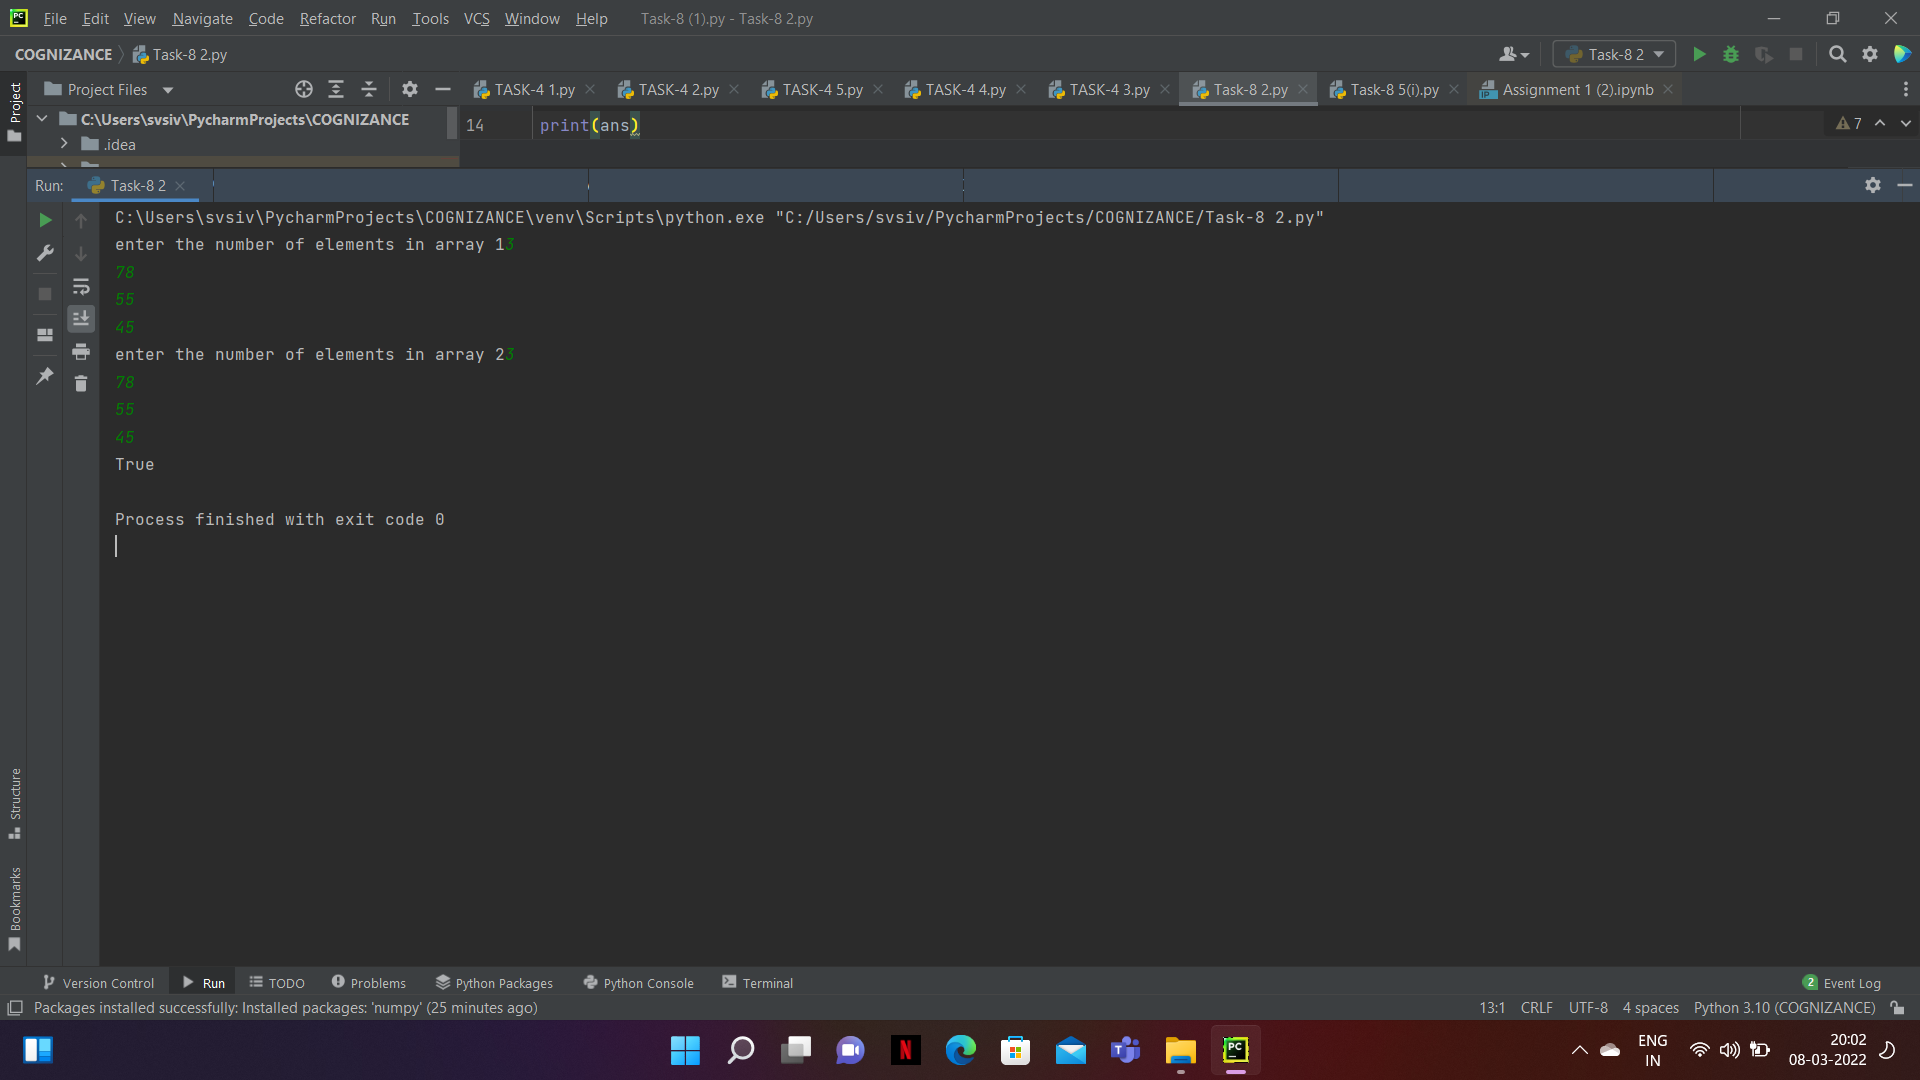 File Edit View Navigate Code Refactor Run Tools VCS Window Help Task-8 (1).py - Task-8 2.py
COGNIZANCE Task-8 2.py Task-8 2
Project Files TASK-4 1.py TASK-4 2.py TASK-4 5.py TASK-4 4.py TASK-4 3.py Task-8 2.py Task-8 5(i).py Assignment 1 (2).ipynb
Project
C:\Users\svsiv\PycharmProjects\COGNIZANCE
14 print(ans) 7
.idea
Run: Task-8 2
C:\Users\svsiv\PycharmProjects\COGNIZANCE\venv\Scripts\python.exe "C:/Users/svsiv/PycharmProjects/COGNIZANCE/Task-8 2.py"
enter the number of elements in array 13
78
55
45
enter the number of elements in array 23
78
55
45
True
Process finished with exit code 0
Structure
Bookmarks
Version Control Run TODO Problems Python Packages Python Console Terminal 2 Event Log
Packages installed successfully: Installed packages: 'numpy' (25 minutes ago) 13:1 CRLF UTF-8 4 spaces Python 3.10 (COGNIZANCE)
ENG 20:02
IN 08-03-2022